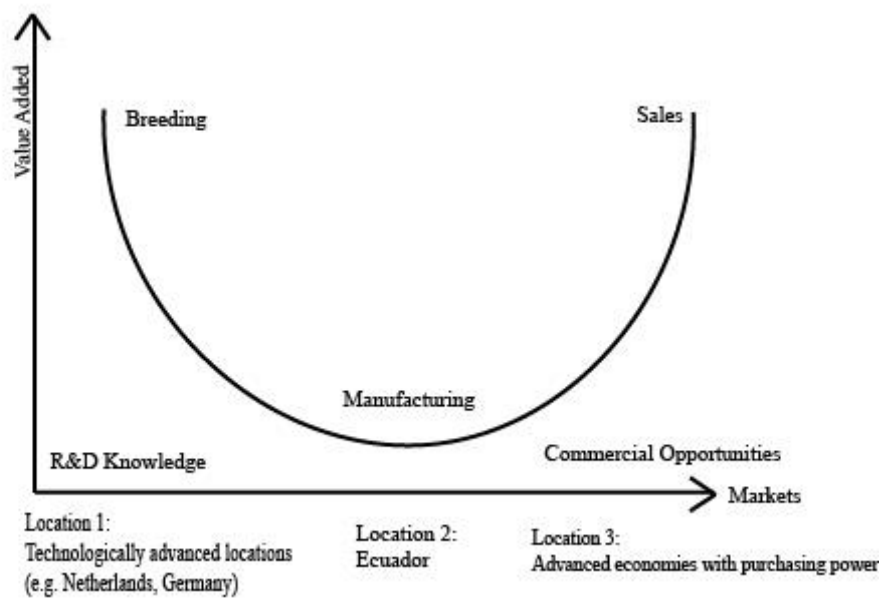 Value Added
Breeding
Sales
Manufacturing
R&D Knowledge
Commercial Opportunities
Markets
Location 1:
Technologically advanced locations
(e.g. Netherlands, Germany)
Location 2:
Ecuador
Location 3:
Advanced economies with purchasing power